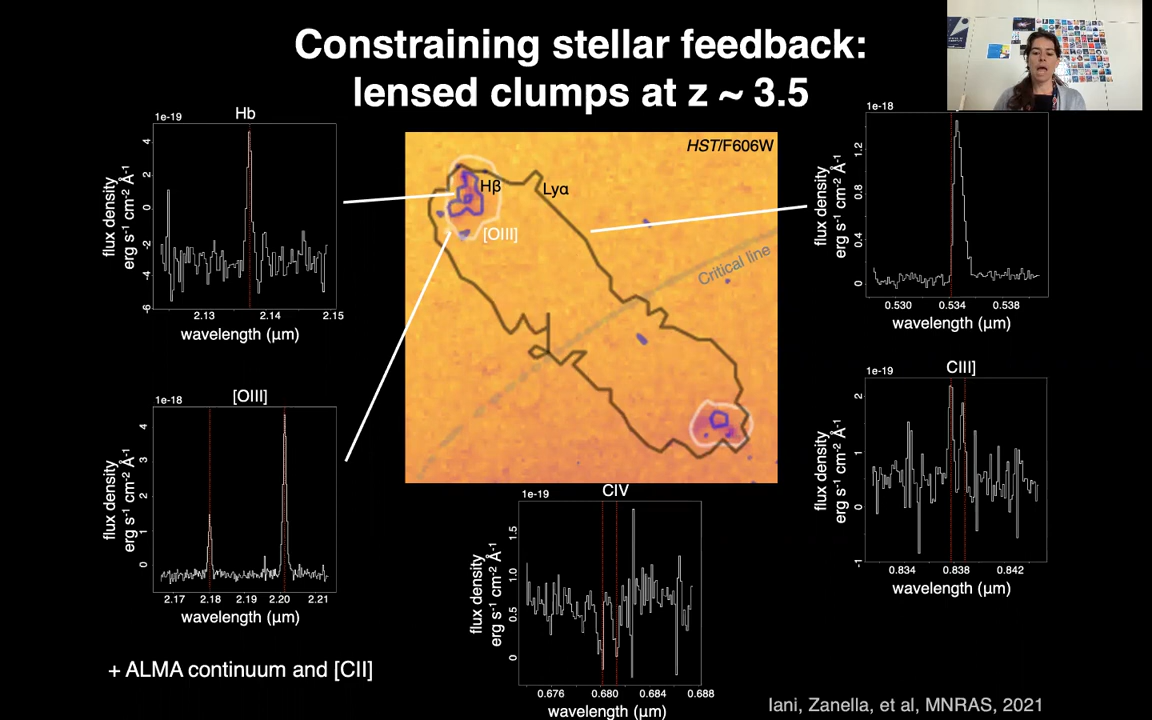 Constraining stellar feedback:
lensed clumps at z ~ 3.5
1e-19
Hb
4
2
0
-2
-4
-6
flux density
erg s⁻¹ cm⁻² Å⁻¹
2.13
2.14
2.15
wavelength (μm)
HST/F606W
Hβ
Lyα
[OIII]
Critical line
1e-18
1.2
0.8
0.4
0
flux density
erg s⁻¹ cm⁻² Å⁻¹
0.530
0.534
0.538
wavelength (μm)
[OIII]
1e-18
4
3
2
1
0
flux density
erg s⁻¹ cm⁻² Å⁻¹
2.17
2.18
2.19
2.20
2.21
wavelength (μm)
CIII]
1e-19
2
1
0
-1
flux density
erg s⁻¹ cm⁻² Å⁻¹
0.834
0.838
0.842
wavelength (μm)
CIV
1e-19
1.5
1.0
0.5
0
flux density
erg s⁻¹ cm⁻² Å⁻¹
0.676
0.680
0.684
0.688
wavelength (μm)
+ ALMA continuum and [CII]
Iani, Zanella, et al, MNRAS, 2021